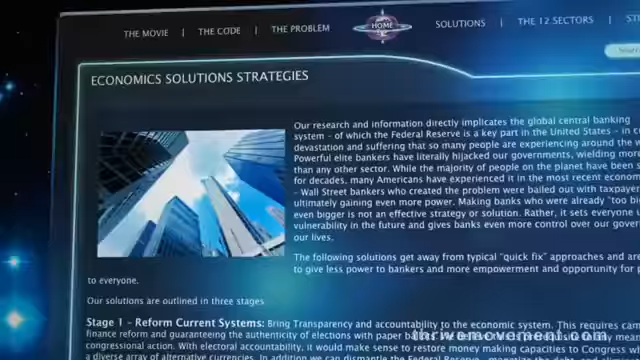 THE MOVIE | THE CODE | THE PROBLEM HOME SOLUTIONS | THE 12 SECTORS |
ECONOMICS SOLUTIONS STRATEGIES
Our research and information directly implicates the global central banking
system - of which the Federal Reserve is a key part in the United States - in
devastation and suffering that so many people are experiencing around the
Powerful elite bankers have literally hijacked our governments, wielding more
than any other sector. While the majority of people on the planet have been
for decades, many Americans have experienced it in the most recent
- Wall Street bankers who created the problem were bailed out with
ultimately gaining even more power. Making banks who were already "too
even bigger is not an effective strategy or solution. Rather, it sets everyone
vulnerability in the future and gives banks even more control over our
our lives.
The following solutions get away from typical "quick fix" approaches and
to give less power to bankers and more empowerment and opportunity for
to everyone.
Our solutions are outlined in three stages
Stage 1 - Reform Current Systems: Bring Transparency and accountability to the economic system. This requires
finance reform and guaranteeing the authenticity of elections with paper
congressional action. With electoral accountability, it would make sense to restore money making capacities to Congress
a diverse array of alternative currencies. In addition we can dismantle the Federal Reserve
thrivemovement.com